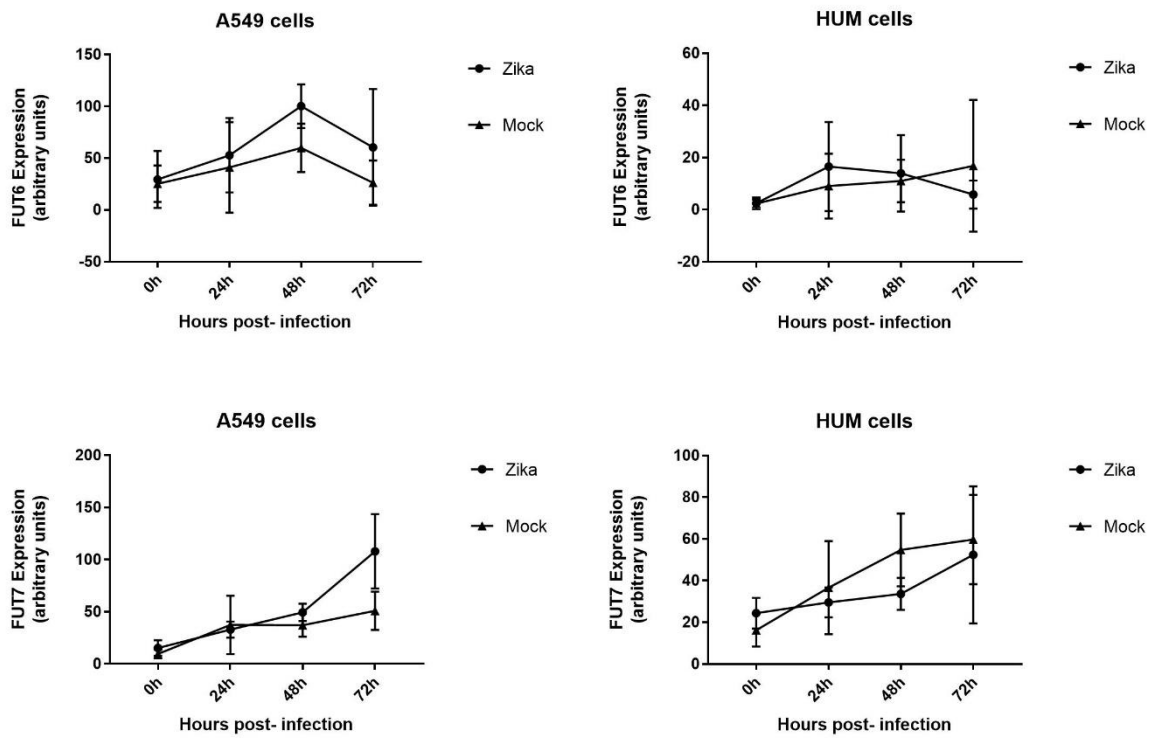 A549 cells
FUT6 Expression
(arbitrary units)
150
100
50
0
-50
0h
24h
48h
72h
Hours post- infection
Zika
Mock
HUM cells
FUT6 Expression
(arbitrary units)
60
40
20
0
-20
0h
24h
48h
72h
Hours post- infection
Zika
Mock
A549 cells
FUT7 Expression
(arbitrary units)
200
150
100
50
0
0h
24h
48h
72h
Hours post- infection
Zika
Mock
HUM cells
FUT7 Expression
(arbitrary units)
100
80
60
40
20
0
0h
24h
48h
72h
Hours post- infection
Zika
Mock